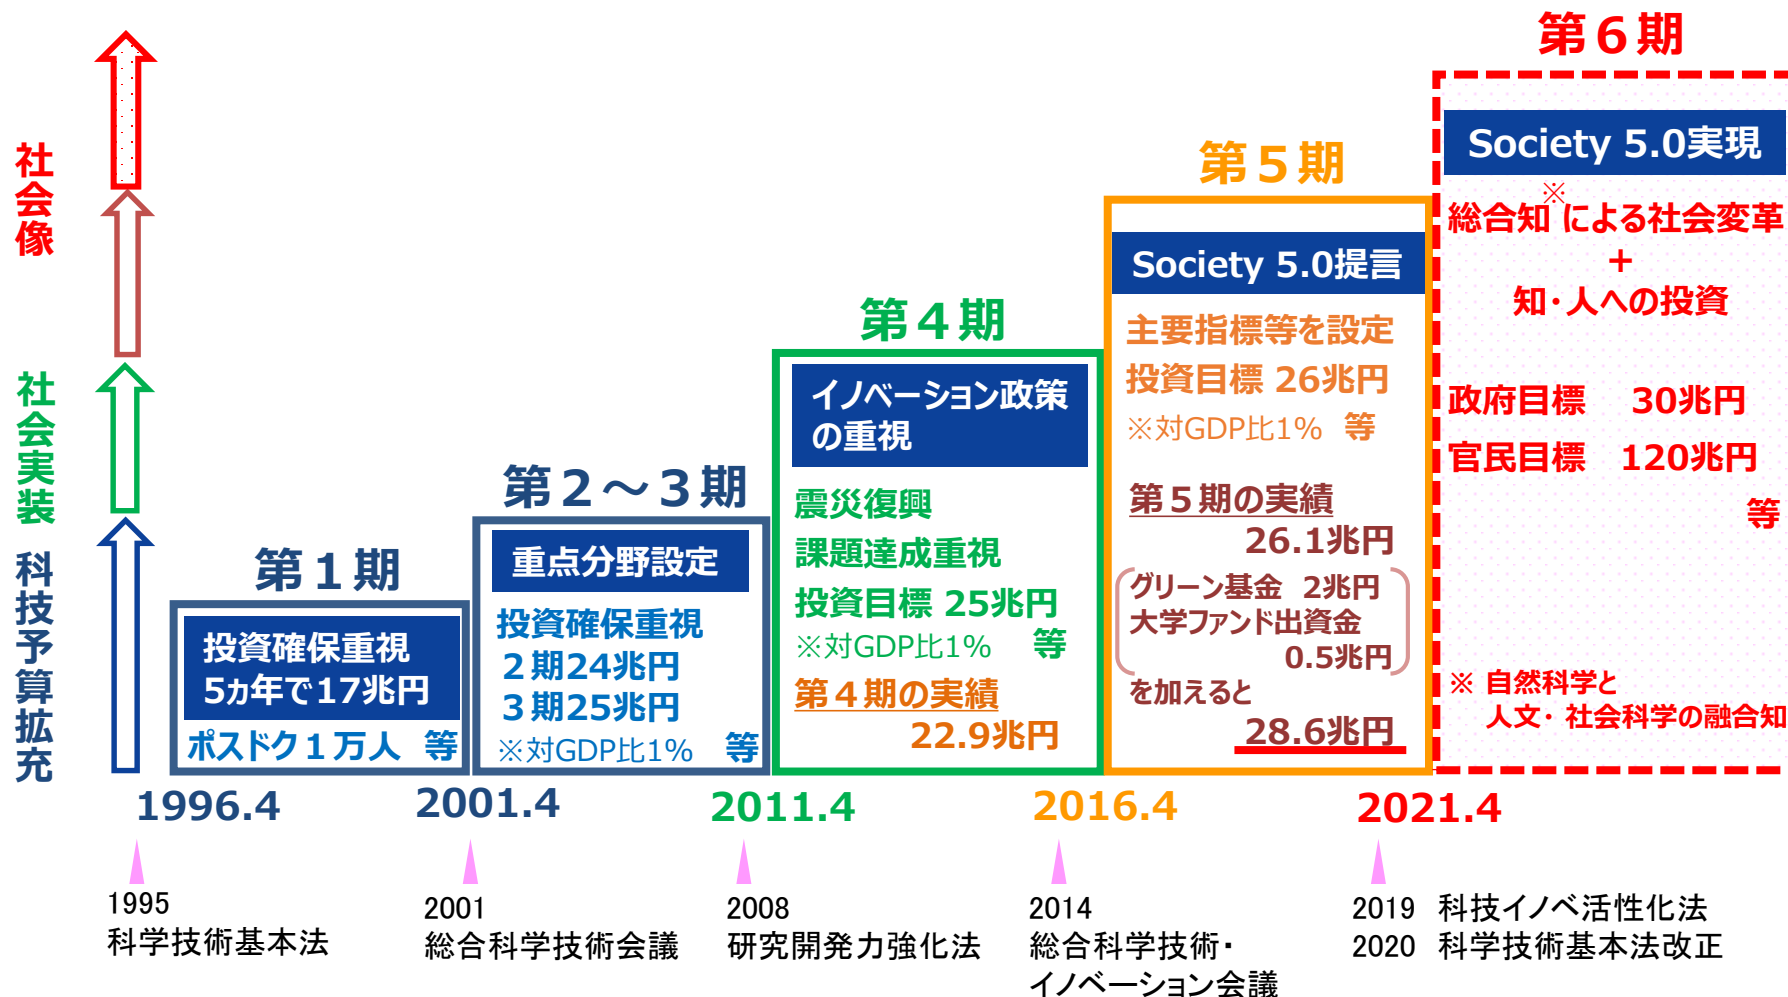 社会像
社会実装
科技予算拡充
第１期
投資確保重視
5ヵ年で17兆円
ポスドク１万人 等
第２～３期
重点分野設定
投資確保重視
２期24兆円
３期25兆円
※対GDP比1% 等
第４期
イノベーション政策
の重視
震災復興
課題達成重視
投資目標 25兆円
※対GDP比1% 等
第４期の実績
22.9兆円
第５期
Society 5.0提言
主要指標等を設定
投資目標 26兆円
※対GDP比1% 等
第５期の実績
26.1兆円
グリーン基金 2兆円
大学ファンド出資金
0.5兆円
を加えると
28.6兆円
第６期
Society 5.0実現
総合知※による社会変革
＋
知・人への投資
政府目標 30兆円
官民目標 120兆円
等
※ 自然科学と
人文・社会科学の融合知
1996.4
2001.4
2011.4
2016.4
2021.4
1995
科学技術基本法
2001
総合科学技術会議
2008
研究開発力強化法
2014
総合科学技術・
イノベーション会議
2019 科技イノベ活性化法
2020 科学技術基本法改正